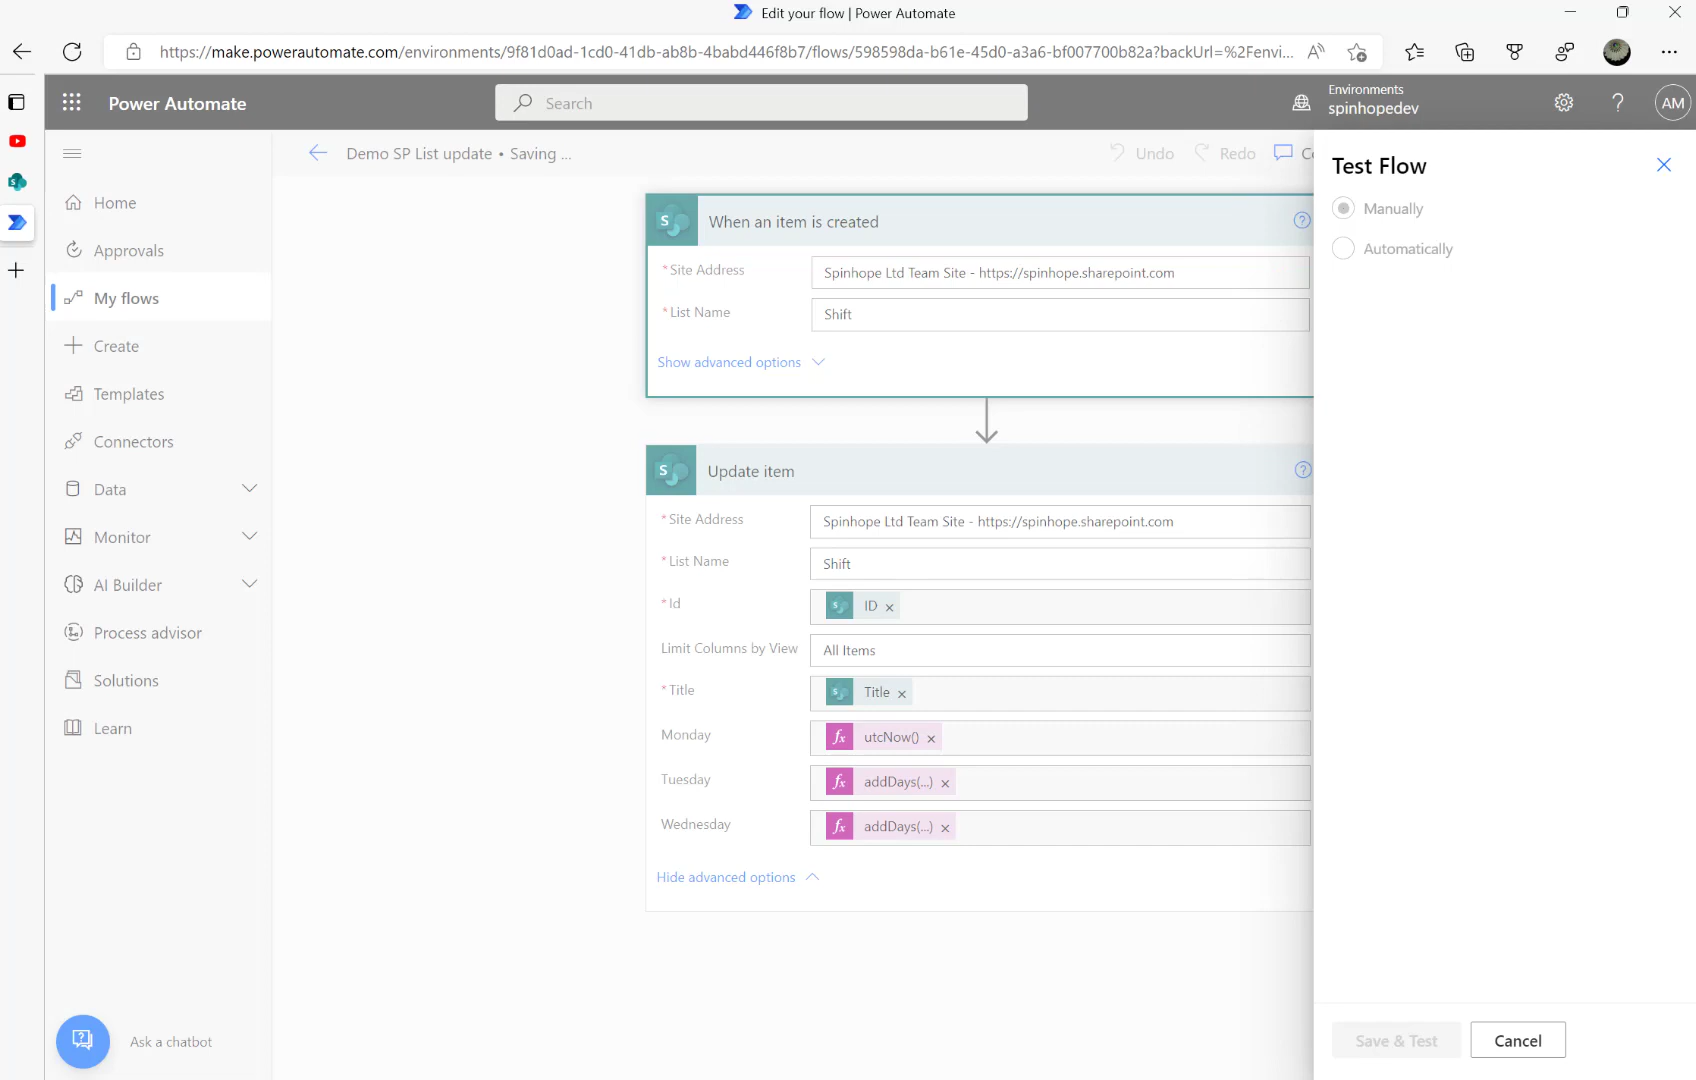 Edit your flow | Power Automate
https://make.powerautomate.com/environments/9f81d0ad-1cd0-41db-ab8b-4babd446f8b7/flows/598598da-b61e-45d0-a3a6-bf007700b82a?backUrl=%2Fenvi...
Power Automate
Search
Environments
spinhopedev
AM
Demo SP List update • Saving ...
Undo
Redo
Test Flow
Manually
Automatically
Home
Approvals
My flows
Create
Templates
Connectors
Data
Monitor
AI Builder
Process advisor
Solutions
Learn
Ask a chatbot
When an item is created
*Site Address
Spinhope Ltd Team Site - https://spinhope.sharepoint.com
*List Name
Shift
Show advanced options
Update item
*Site Address
Spinhope Ltd Team Site - https://spinhope.sharepoint.com
*List Name
Shift
*Id
ID
Limit Columns by View
All Items
*Title
Title
Monday
utcNow()
Tuesday
addDays(...)
Wednesday
addDays(...)
Hide advanced options
Save & Test
Cancel